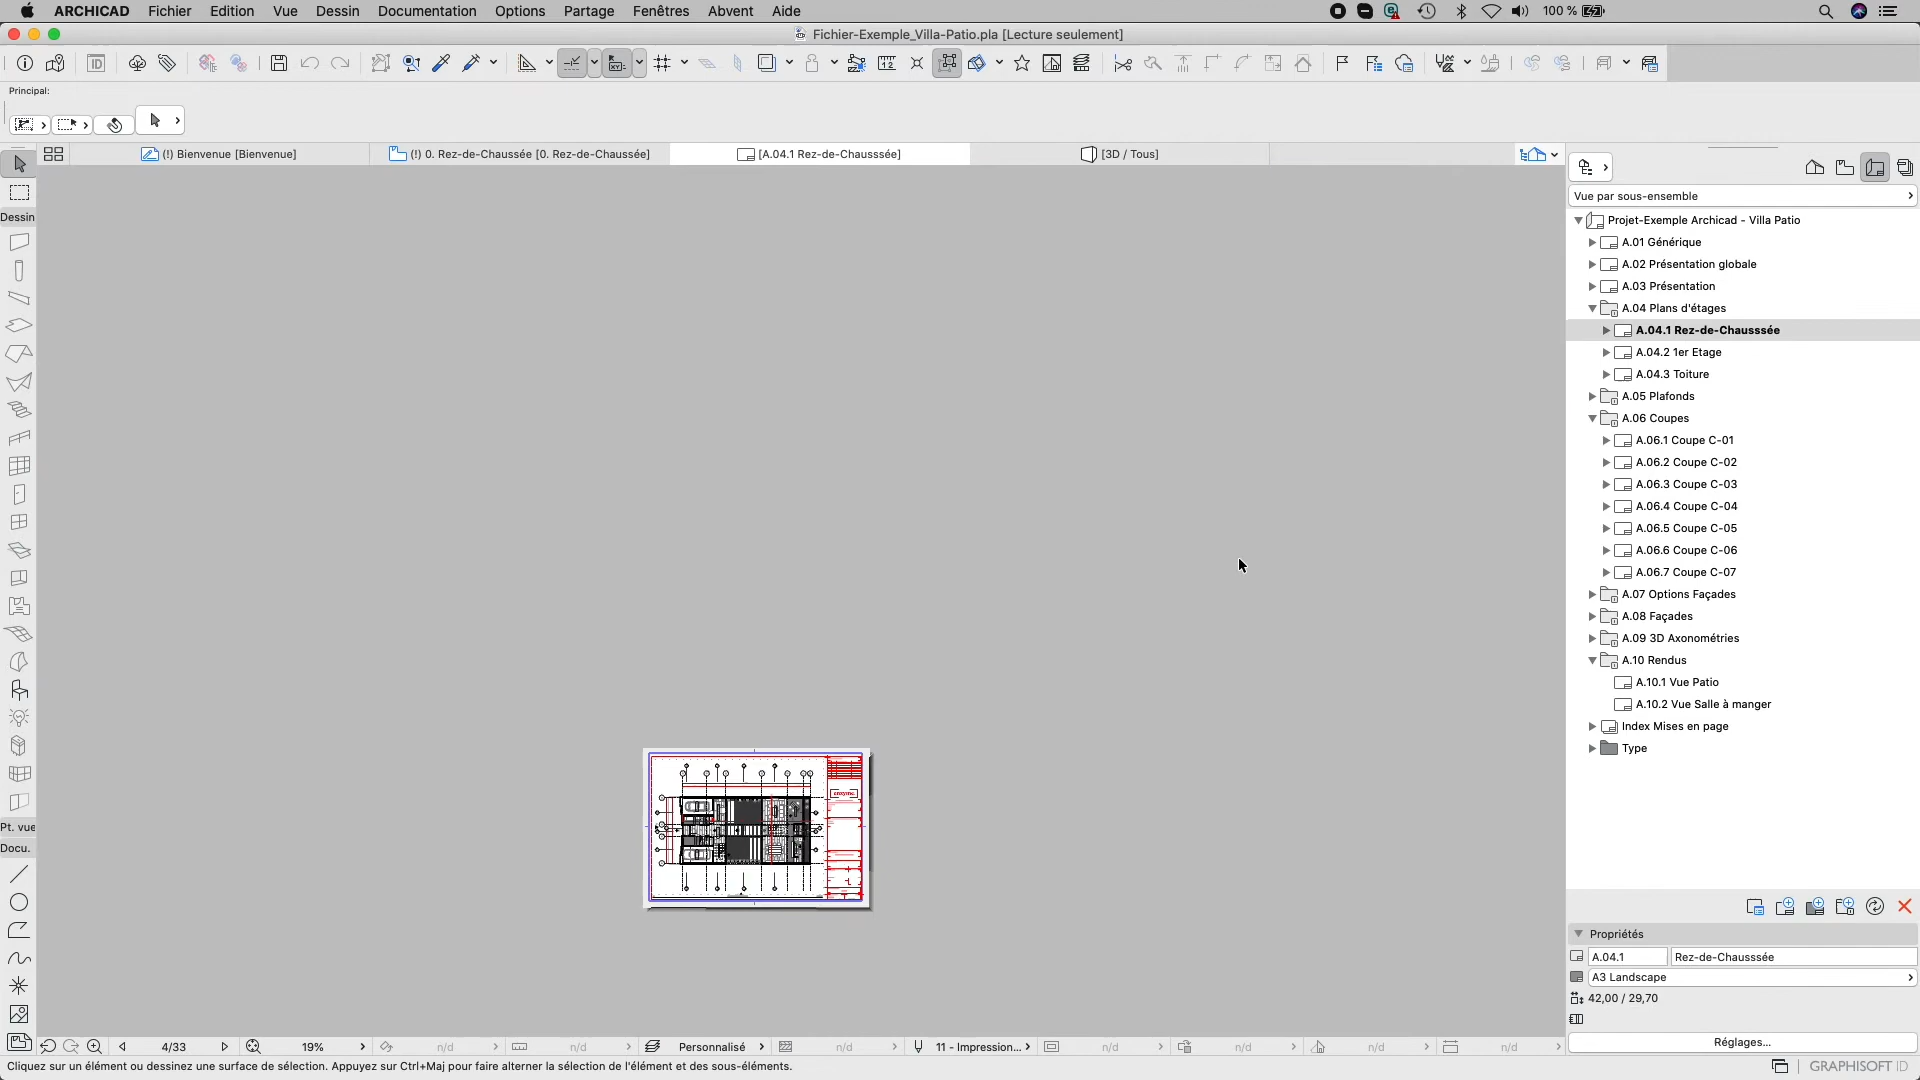 ARCHICAD Fichier Edition Vue Dessin Documentation Options Partage Fenêtres Abvent Aide 100 %
Fichier-Exemple_Villa-Patio.pla [Lecture seulement]
Principal:
(!) Bienvenue [Bienvenue]
(!) 0. Rez-de-Chaussée [0. Rez-de-Chaussée]
[A.04.1 Rez-de-Chausssée]
[3D / Tous]
Dessin
Pt. vue
Docu.
Vue par sous-ensemble
Projet-Exemple Archicad - Villa Patio
A.01 Générique
A.02 Présentation globale
A.03 Présentation
A.04 Plans d'étages
A.04.1 Rez-de-Chausssée
A.04.2 1er Etage
A.04.3 Toiture
A.05 Plafonds
A.06 Coupes
A.06.1 Coupe C-01
A.06.2 Coupe C-02
A.06.3 Coupe C-03
A.06.4 Coupe C-04
A.06.5 Coupe C-05
A.06.6 Coupe C-06
A.06.7 Coupe C-07
A.07 Options Façades
A.08 Façades
A.09 3D Axonométries
A.10 Rendus
A.10.1 Vue Patio
A.10.2 Vue Salle à manger
Index Mises en page
Type
Propriétés
A.04.1 Rez-de-Chausssée
A3 Landscape
42,00 / 29,70
Réglages...
4/33 19% n/d n/d Personnalisé n/d 11 - Impression... n/d n/d n/d n/d
Cliquez sur un élément ou dessinez une surface de sélection. Appuyez sur Ctrl+Maj pour faire alterner la sélection de l'élément et des sous-éléments.
GRAPHISOFT ID